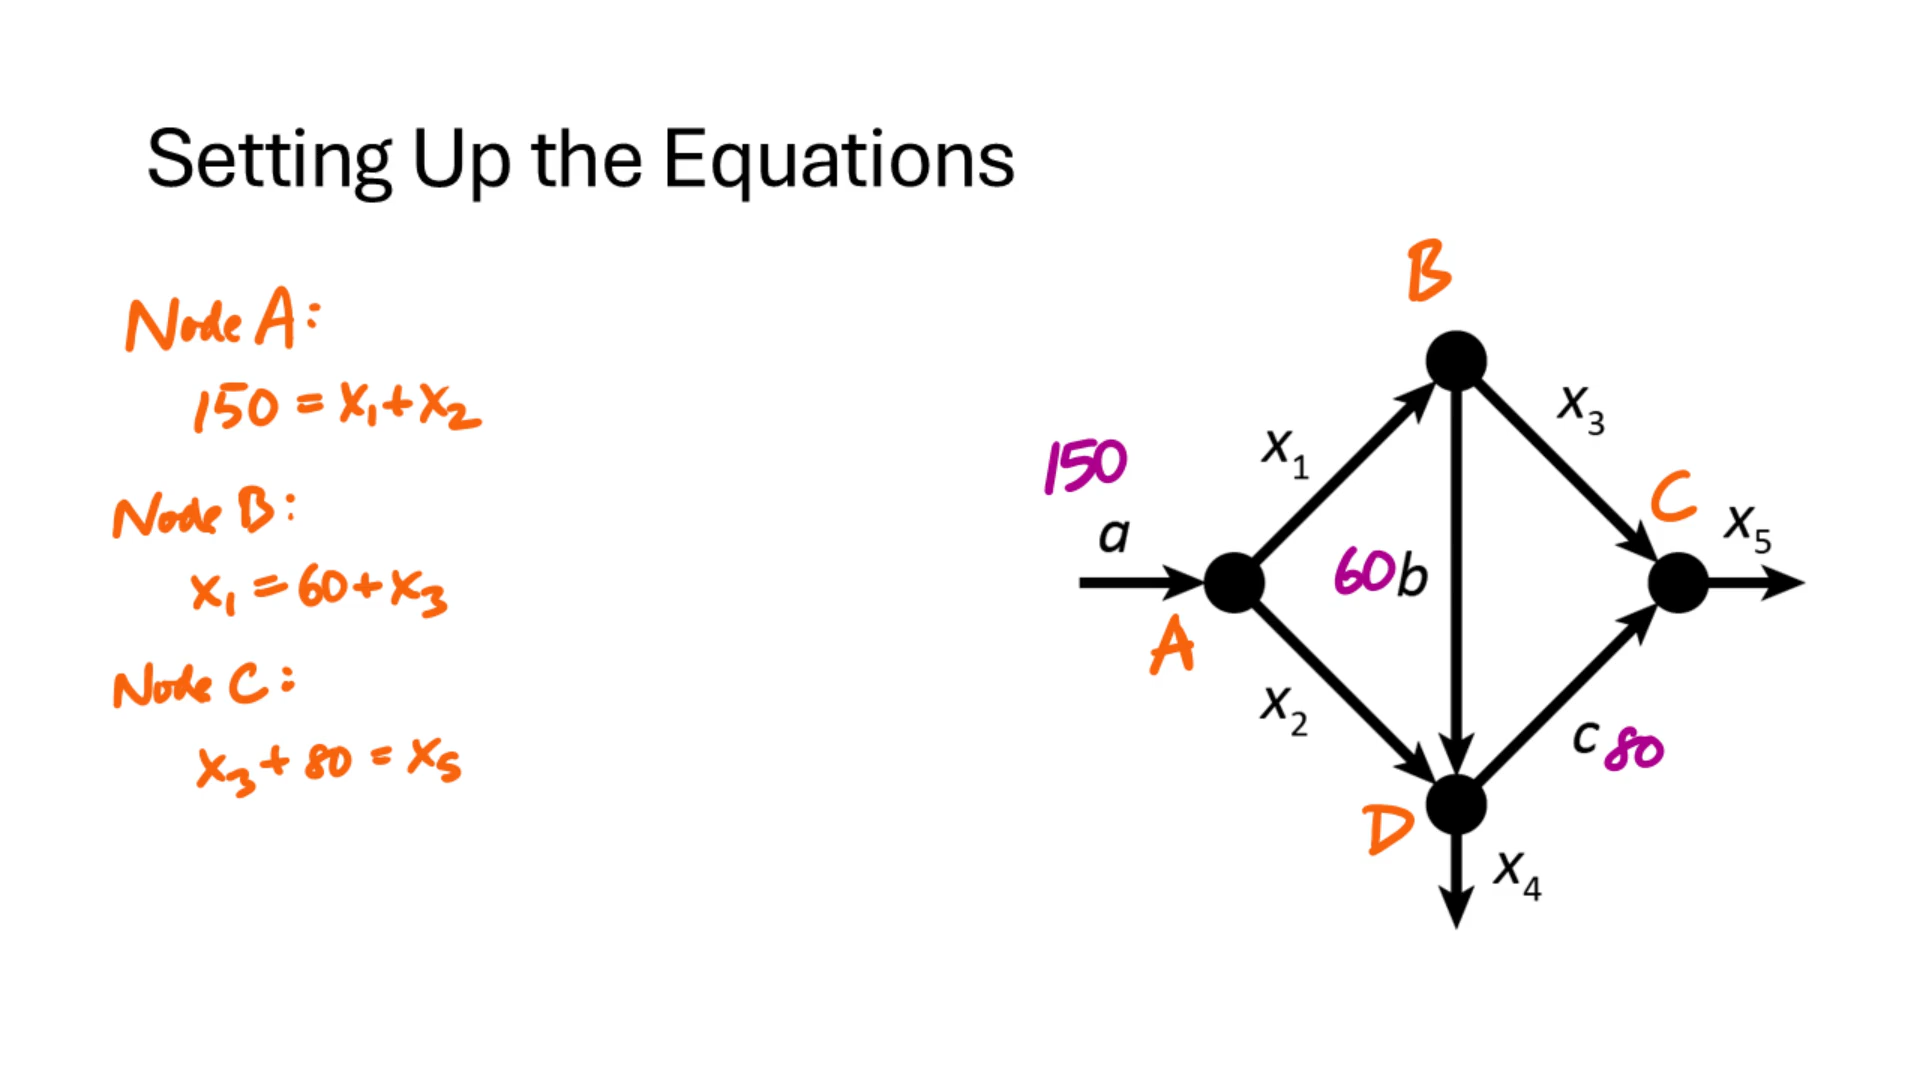 Setting Up the Equations
Node A:
150 = x₁+x₂
Node B:
x₁ = 60+x₃
Node C:
x₃+80 = x₅
B
x₃
x₁
150
C
x₅
a
60b
A
x₂
c 80
D
x₄